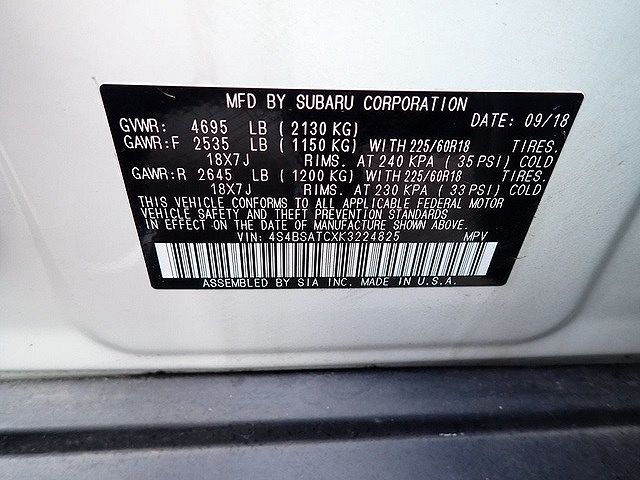 MFD BY SUBARU CORPORATION
DATE: 09/18
GVWR: 4695 LB (2130 KG)
GAWR:F 2535 LB (1150 KG) WITH 225/60R18 TIRES.
18X7J RIMS. AT 240 KPA (35 PSI) COLD
GAWR:R 2645 LB (1200 KG) WITH 225/60R18 TIRES.
18X7J RIMS. AT 230 KPA (33 PSI) COLD
THIS VEHICLE CONFORMS TO ALL APPLICABLE FEDERAL MOTOR
VEHICLE SAFETY AND THEFT PREVENTION STANDARDS
IN EFFECT ON THE DATE OF MANUFACTURE SHOWN ABOVE.
VIN: 4S4BSATCXK3224825 MPV
ASSEMBLED BY SIA INC. MADE IN U.S.A.